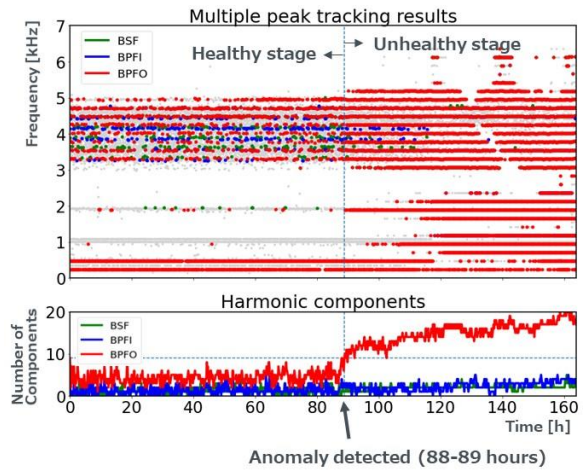 Multiple peak tracking results
Frequency [kHz]
7
6
5
4
3
2
1
0
BSF
BPFI
BPFO
Healthy stage
Unhealthy stage
Harmonic components
Number of
Components
20
10
0
BSF
BPFI
BPFO
0 20 40 60 80 100 120 140 160
Time [h]
Anomaly detected (88-89 hours)